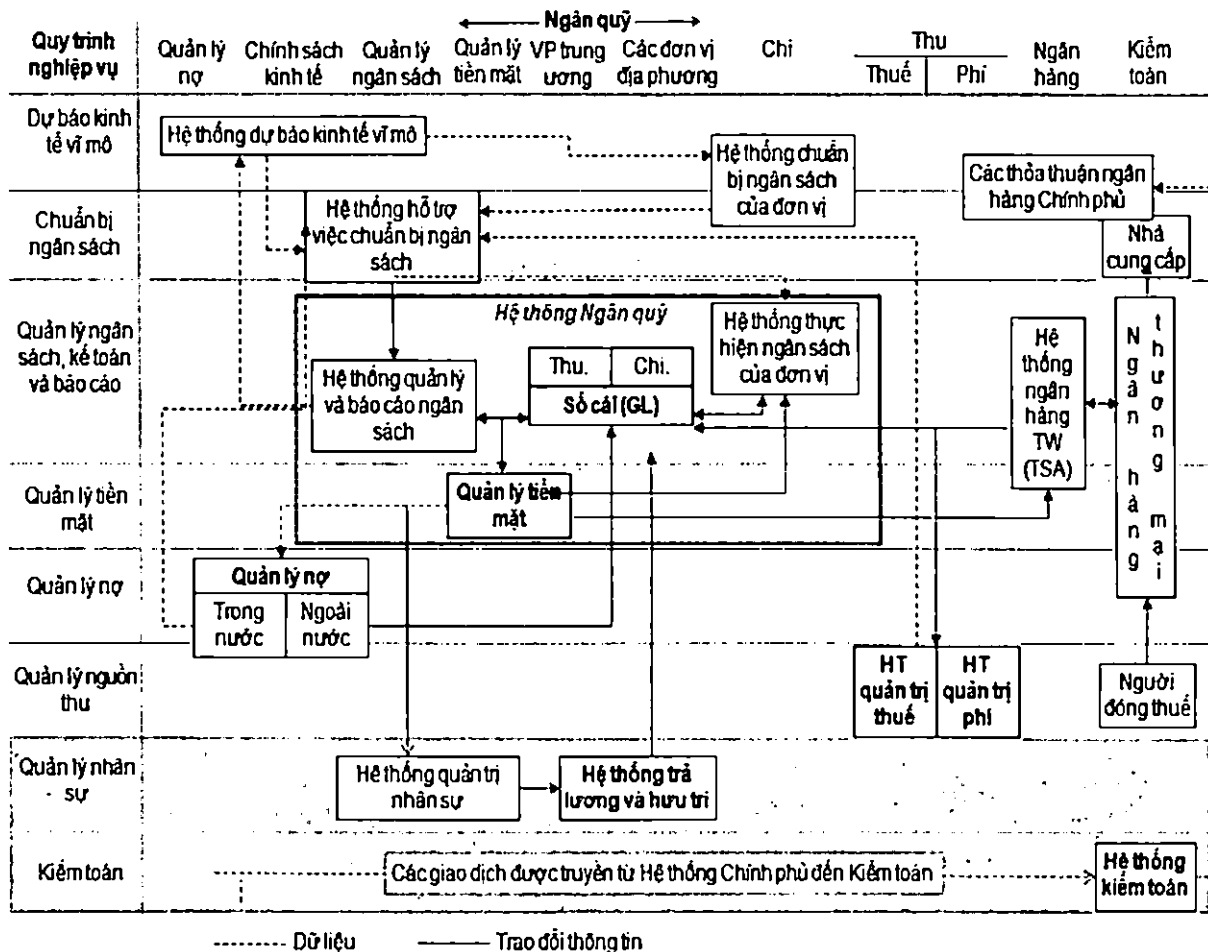 Ngân quỹ
Quy trình
nghiệp vụ
Quản lý
nợ
Chính sách
kinh tế
Quản lý
ngân sách
Quản lý
tiền mặt
VP trung
ương
Các đơn vị
địa phương
Chi
Thu
Thuế
Phí
Ngân
hàng
Kiểm
toán
Dự báo kinh
tế vĩ mô
Hệ thống dự báo kinh tế vĩ mô
Hệ thống chuẩn
bị ngân sách
của đơn vị
Các thỏa thuận ngân
hàng Chính phủ
Chuẩn bị
ngân sách
Hệ thống hỗ trợ
việc chuẩn bị ngân
sách
Nhà
cung cấp
Quản lý ngân
sách, kế toán
và báo cáo
Hệ thống Ngân quỹ
Hệ thống quản lý
và báo cáo ngân
sách
Thu.
Chi.
Sổ cái (GL)
Hệ thống thực
hiện ngân sách
của đơn vị
Hệ
thống
ngân
hàng
TW
(TSA)
Ngân hàng
thương mại
Quản lý tiền
mặt
Quản lý tiền
mặt
Quản lý nợ
Quản lý nợ
Trong
nước
Ngoài
nước
Quản lý nguồn
thu
HT
quản trị
thuế
HT
quản trị
phí
Người
đóng thuế
Quản lý nhân
sự
Hê thống quản trị
nhân sự
Hệ thống trả
lương và hưu trí
Kiểm toán
Các giao dịch được truyền từ Hệ thống Chính phủ đến Kiểm toán
Hệ thống
kiểm toán
Dữ liệu
Trao đổi thông tin